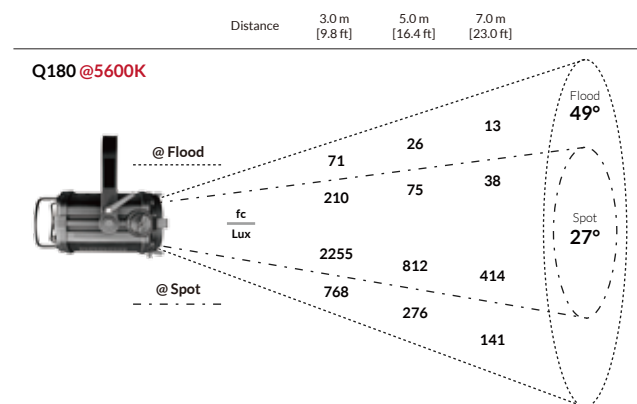 Distance 3.0 m 5.0 m 7.0 m
[9.8 ft] [16.4 ft] [23.0 ft]
Q180 @5600K
Flood
49°
@ Flood
71 26 13
210 75 38
fc
Lux
Spot
27°
2255 812 414
@ Spot
768 276 141